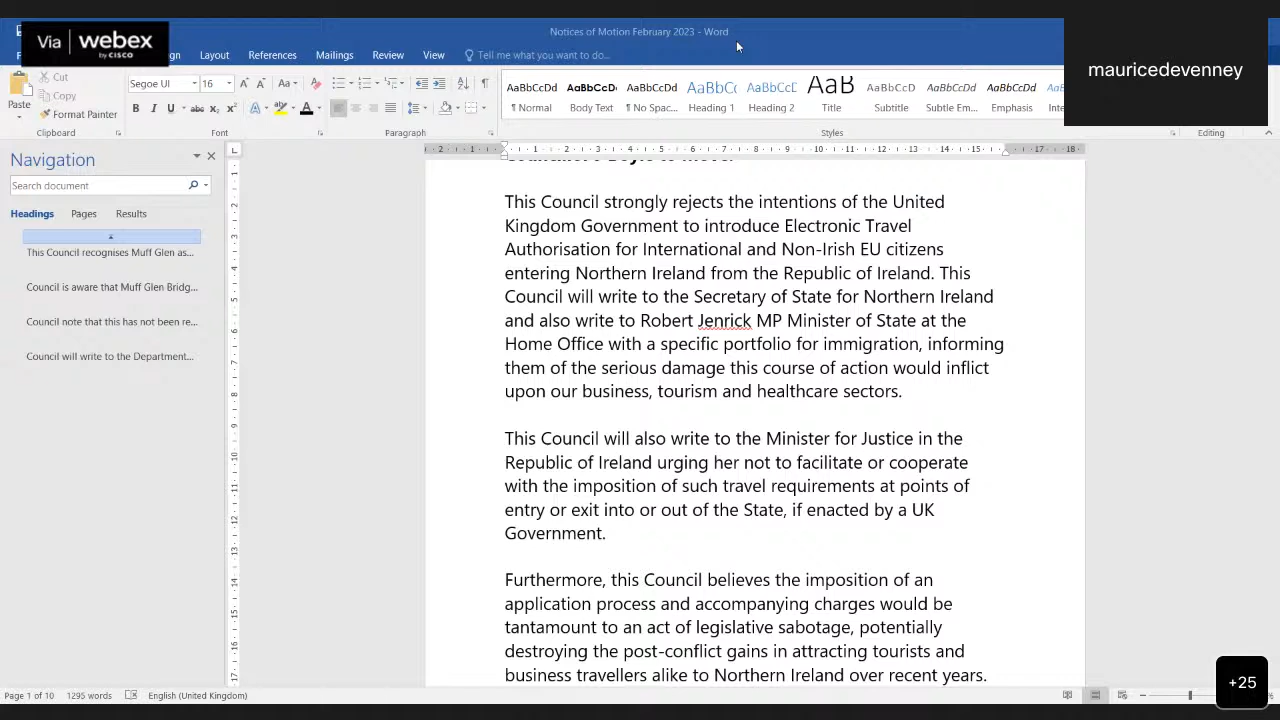 Via webex
by CISCO
Notices of Motion February 2023 - Word
mauricedevenney
Layout References Mailings Review View Tell me what you want to do...
Cut
Copy
Format Painter
Paste
Clipboard
Segoe UI 16
Font
Paragraph
AaBbCcDd AaBbCcDc AaBbCcDd AaBbC( AaBbCcE AaB AaBbCcD AaBbCcDd AaBbCcDd
¶ Normal Body Text ¶ No Spac... Heading 1 Heading 2 Title Subtitle Subtle Em... Emphasis
Styles
Editing
Navigation
Search document
Headings Pages Results
This Council recognises Muff Glen as...
Council is aware that Muff Glen Bridg...
Council note that this has not been re...
Council will write to the Department...
This Council strongly rejects the intentions of the United
Kingdom Government to introduce Electronic Travel
Authorisation for International and Non-Irish EU citizens
entering Northern Ireland from the Republic of Ireland. This
Council will write to the Secretary of State for Northern Ireland
and also write to Robert Jenrick MP Minister of State at the
Home Office with a specific portfolio for immigration, informing
them of the serious damage this course of action would inflict
upon our business, tourism and healthcare sectors.
This Council will also write to the Minister for Justice in the
Republic of Ireland urging her not to facilitate or cooperate
with the imposition of such travel requirements at points of
entry or exit into or out of the State, if enacted by a UK
Government.
Furthermore, this Council believes the imposition of an
application process and accompanying charges would be
tantamount to an act of legislative sabotage, potentially
destroying the post-conflict gains in attracting tourists and
business travellers alike to Northern Ireland over recent years.
Page 1 of 10 1295 words English (United Kingdom)
+25